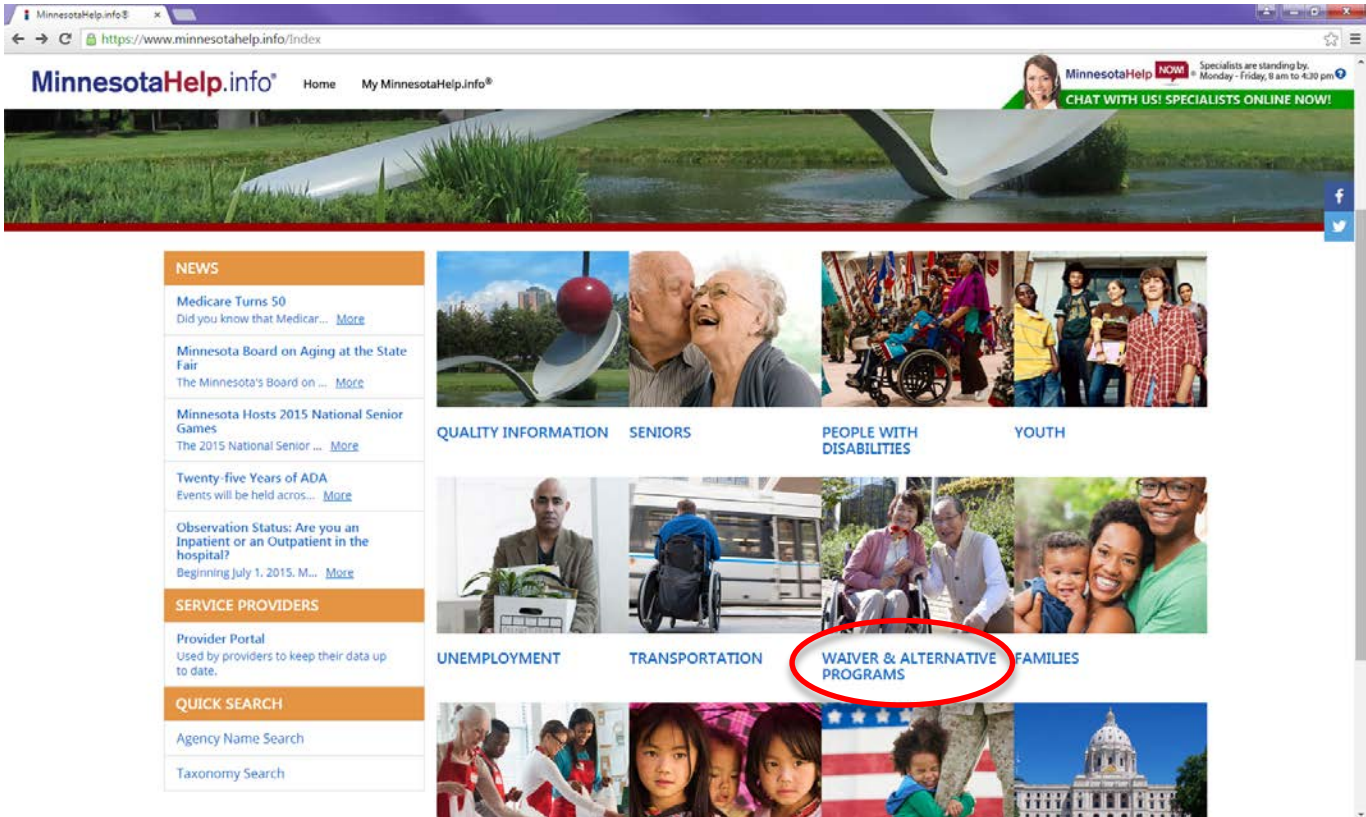 MinnesotaHelp.info®
https://www.minnesotahelp.info/Index
MinnesotaHelp.info®
Home
My MinnesotaHelp.info®
MinnesotaHelp NOW! ®
Specialists are standing by.
Monday - Friday, 8 am to 4:30 pm
CHAT WITH US! SPECIALISTS ONLINE NOW!
NEWS
Medicare Turns 50
Did you know that Medicar... More
Minnesota Board on Aging at the State
Fair
The Minnesota's Board on ... More
Minnesota Hosts 2015 National Senior
Games
The 2015 National Senior ... More
Twenty-five Years of ADA
Events will be held acros... More
Observation Status: Are you an
Inpatient or an Outpatient in the
hospital?
Beginning July 1, 2015, M... More
SERVICE PROVIDERS
Provider Portal
Used by providers to keep their data up
to date.
QUICK SEARCH
Agency Name Search
Taxonomy Search
QUALITY INFORMATION
SENIORS
PEOPLE WITH
DISABILITIES
YOUTH
UNEMPLOYMENT
TRANSPORTATION
WAIVER & ALTERNATIVE
PROGRAMS
FAMILIES